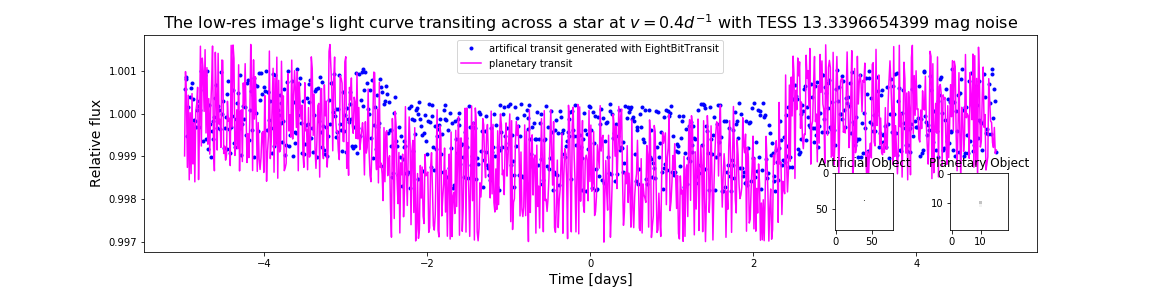 The low-res image's light curve transiting across a star at v = 0.4d⁻¹ with TESS 13.3396654399 mag noise
artifical transit generated with EightBitTransit
planetary transit
Relative flux
1.001
1.000
0.999
0.998
0.997
−4 −2 0 2 4
Time [days]
Artificial Object
0
50
0 50
Planetary Object
0
10
0 10